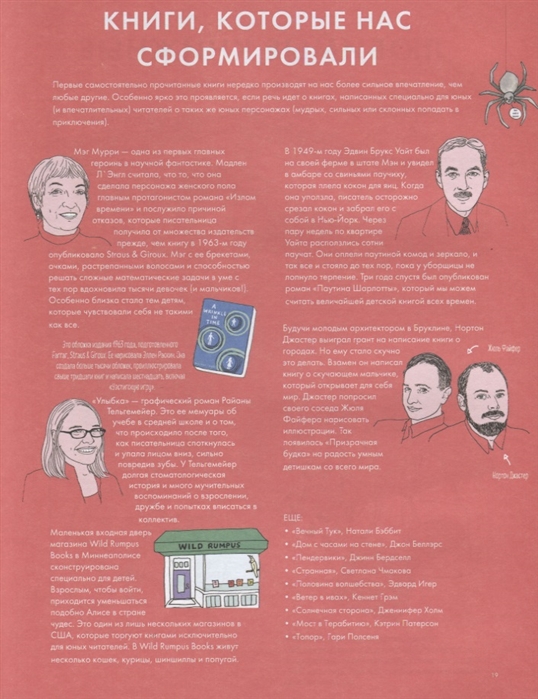 КНИГИ, КОТОРЫЕ НАС
СФОРМИРОВАЛИ
Первые самостоятельно прочитанные книги нередко производят на нас более сильное впечатление, чем
любые другие. Особенно ярко это проявляется, если речь идет о книгах, написанных специально для юных
(и впечатлительных) читателей о таких же юных персонажах (мудрых, сильных или склонных попадать в
приключения).
Мэг Мурри — одна из первых главных
героинь в научной фантастике. Мадлен
Л'Энгл считала, что то, что она
сделала персонажа женского пола
главным протагонистом романа «Излом
времени» и послужило причиной
отказов, которые писательница
получила от множества издательств
прежде, чем книгу в 1963-м году
опубликовало Straus & Giroux. Мэг с ее брекетами,
очками, растрепанными волосами и способностью
решать сложные математические задачи в уме с
тех пор вдохновила тысячи девочек (и мальчиков!).
Особенно близка стала тем детям,
которые чувствовали себя не такими
как все.
A
WRINKLE IN
TIME
Это обложка издания 1963 года, подготовленного
Farrar, Straus & Giroux. Ее нарисовала Эллен Раскин. Она
создала больше тысячи обложек, проиллюстрировала
самые тридцати книг и написала шестнадцать, включая
«Вестингскую игру».
«Улыбка» — графический роман Райаны
Тельгемейер. Это ее мемуары об
учебе в средней школе и о том,
что происходило после того,
как писательница споткнулась
и упала лицом вниз, сильно
повредив зубы. У Тельгемейер
долгая стоматологическая
история и много мучительных
воспоминаний о взрослении,
дружбе и попытках вписаться в
коллектив.
Маленькая входная дверь
магазина Wild Rumpus
Books в Миннеаполисе
сконструирована
специально для детей.
Взрослым, чтобы войти,
приходится уменьшаться
подобно Алисе в стране
чудес. Это один из лишь нескольких магазинов в
США, которые торгуют книгами исключительно
для юных читателей. В Wild Rumpus Books живут
несколько кошек, курицы, шиншиллы и попугай.
WILD RUMPUS
В 1949-м году Эдвин Брукс Уайт был
на своей ферме в штате Мэн и увидел
в амбаре со свиньями паучиху,
которая плела кокон для яиц. Когда
она уползла, писатель осторожно
срезал кокон и забрал его с
собой в Нью-Йорк. Через
пару недель по квартире
Уайта расползлись сотни
паучат. Они оплели паутиной комод и зеркало, и
так все и стояло до тех пор, пока у уборщицы не
лопнуло терпение. Три года спустя был опубликован
роман «Паутина Шарлотты», который мы можем
считать величайшей детской книгой всех времен.
Будучи молодым архитектором в Бруклине, Нортон
Джастер выиграл грант на написание книги о
городах. Но ему стало скучно
это делать. Взамен он написал
книгу о скучающем мальчике,
который открывает для себя
мир. Джастер попросил
своего соседа Жюля
Файфера нарисовать
иллюстрации. Так
появилась «Призрачная
будка» на радость умным
детишкам со всего мира.
Жюль Файфер
Нортон Джастер
ЕЩЕ:
• «Вечный Тук», Натали Бэббит
• «Дом с часами на стене», Джон Беллэрс
• «Пендервики», Джинн Бердселл
• «Странная», Светлана Чмакова
• «Половина волшебства», Эдвард Игер
• «Ветер в ивах», Кеннет Грэм
• «Солнечная сторона», Дженнифер Холм
• «Мост в Терабитию», Кэтрин Патерсон
• «Топор», Гари Полсена
19